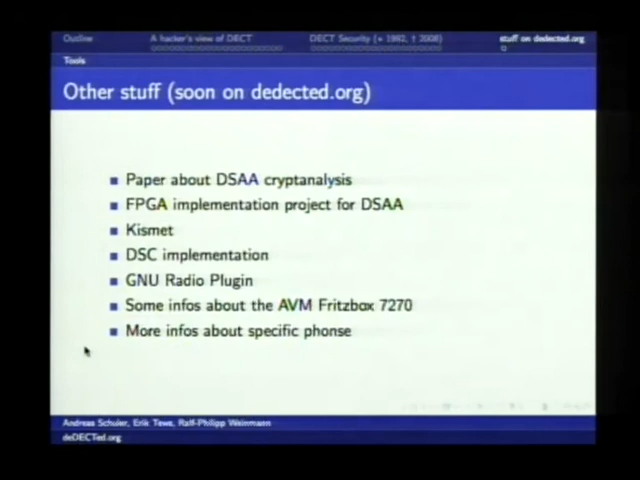 Outline A hacker's view of DECT DECT Security (* 1992, † 2008) stuff on dedected.org
Tools
Other stuff (soon on dedected.org)
Paper about DSAA cryptanalysis
FPGA implementation project for DSAA
Kismet
DSC implementation
GNU Radio Plugin
Some infos about the AVM Fritzbox 7270
More infos about specific phonse
Andreas Schuler, Erik Tews, Ralf-Philipp Weinmann
deDECTed.org